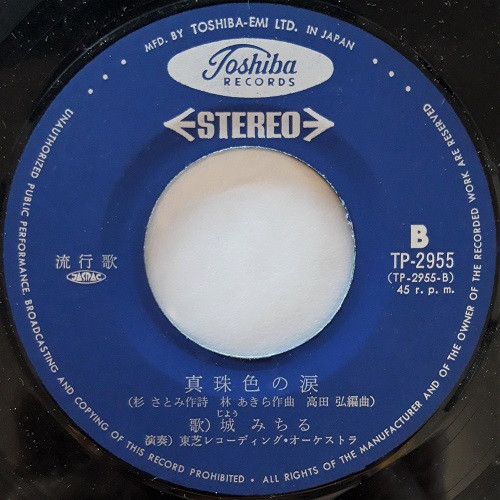 MFD. BY TOSHIBA-EMI LTD. IN JAPAN
Toshiba
RECORDS
STEREO
B
TP-2955
(TP-2955-B)
45 r. p. m.
流行歌
JASRAC
真珠色の涙
(杉 さとみ作詩 林 あきら作曲 高田 弘編曲)
じょう
歌) 城 みちる
演奏) 東芝レコーディング・オーケストラ
UNAUTHORIZED PUBLIC PERFORMANCE, BROADCASTING AND COPYING OF THIS RECORD PROHIBITED • ALL RIGHTS OF THE MANUFACTURER AND OF THE OWNER OF THE RECORDED WORK ARE RESERVED